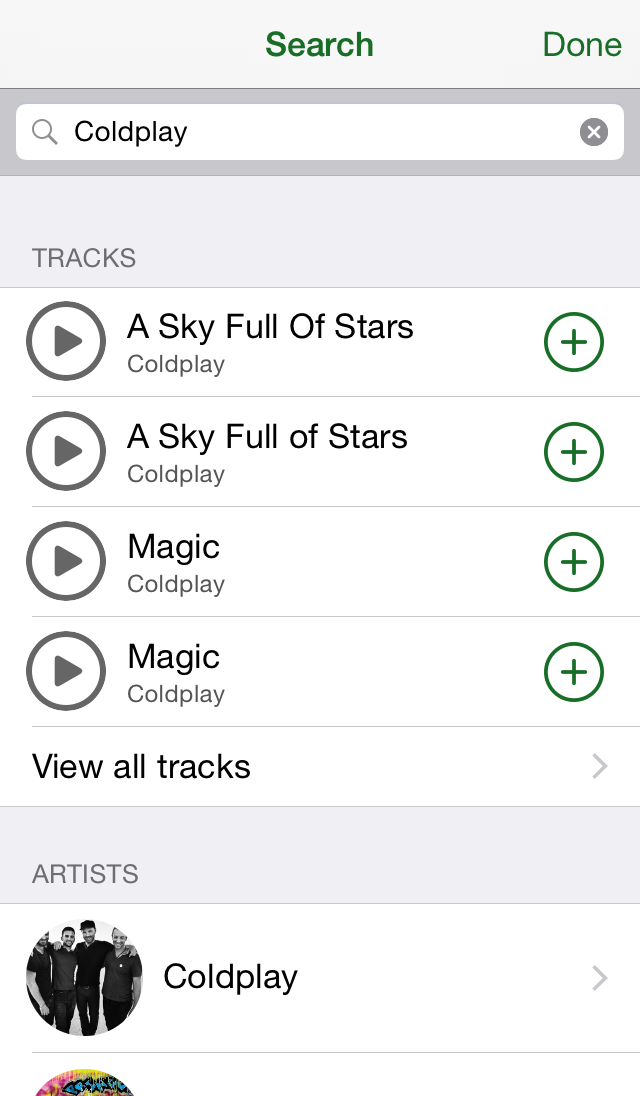 Search
Done
Coldplay
TRACKS
A Sky Full Of Stars
Coldplay
A Sky Full of Stars
Coldplay
Magic
Coldplay
Magic
Coldplay
View all tracks
ARTISTS
Coldplay